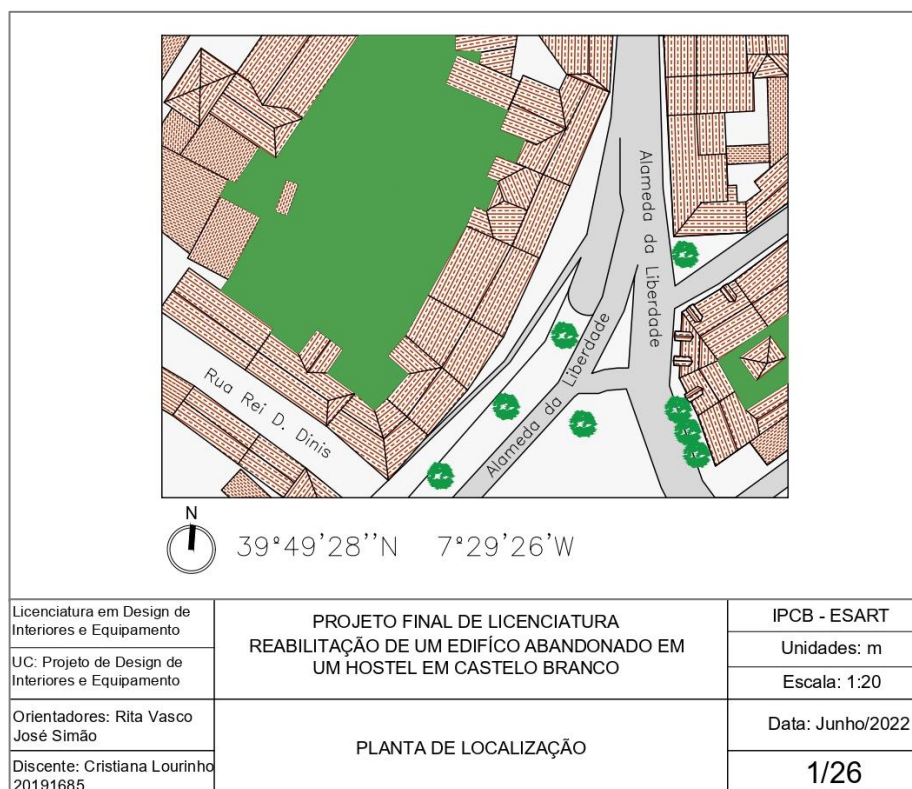 Alameda da Liberdade
Alameda da Liberdade
Rua Rei D. Dinis
N
39°49'28''N 7°29'26'W
Licenciatura em Design de
Interiores e Equipamento
UC: Projeto de Design de
Interiores e Equipamento
Orientadores: Rita Vasco
José Simão
Discente: Cristiana Lourinho
20191685
PROJETO FINAL DE LICENCIATURA
REABILITAÇÃO DE UM EDIFÍCO ABANDONADO EM
UM HOSTEL EM CASTELO BRANCO
PLANTA DE LOCALIZAÇÃO
IPCB - ESART
Unidades: m
Escala: 1:20
Data: Junho/2022
1/26